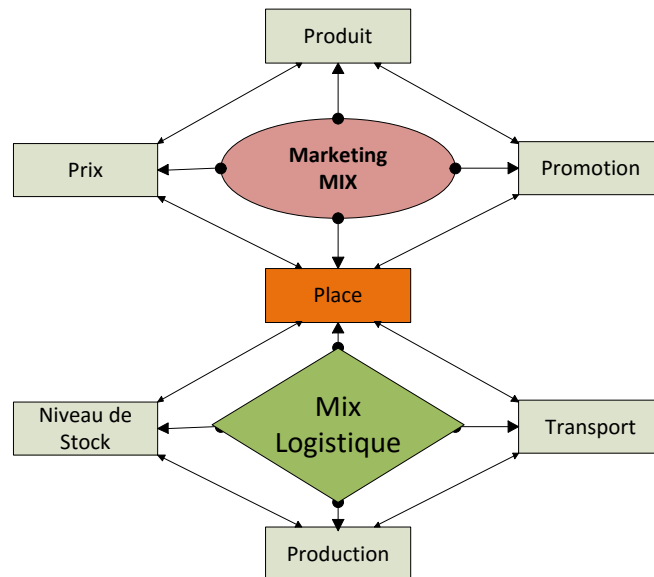 Produit
Marketing
MIX
Prix
Promotion
Place
Mix
Logistique
Niveau de
Stock
Transport
Production